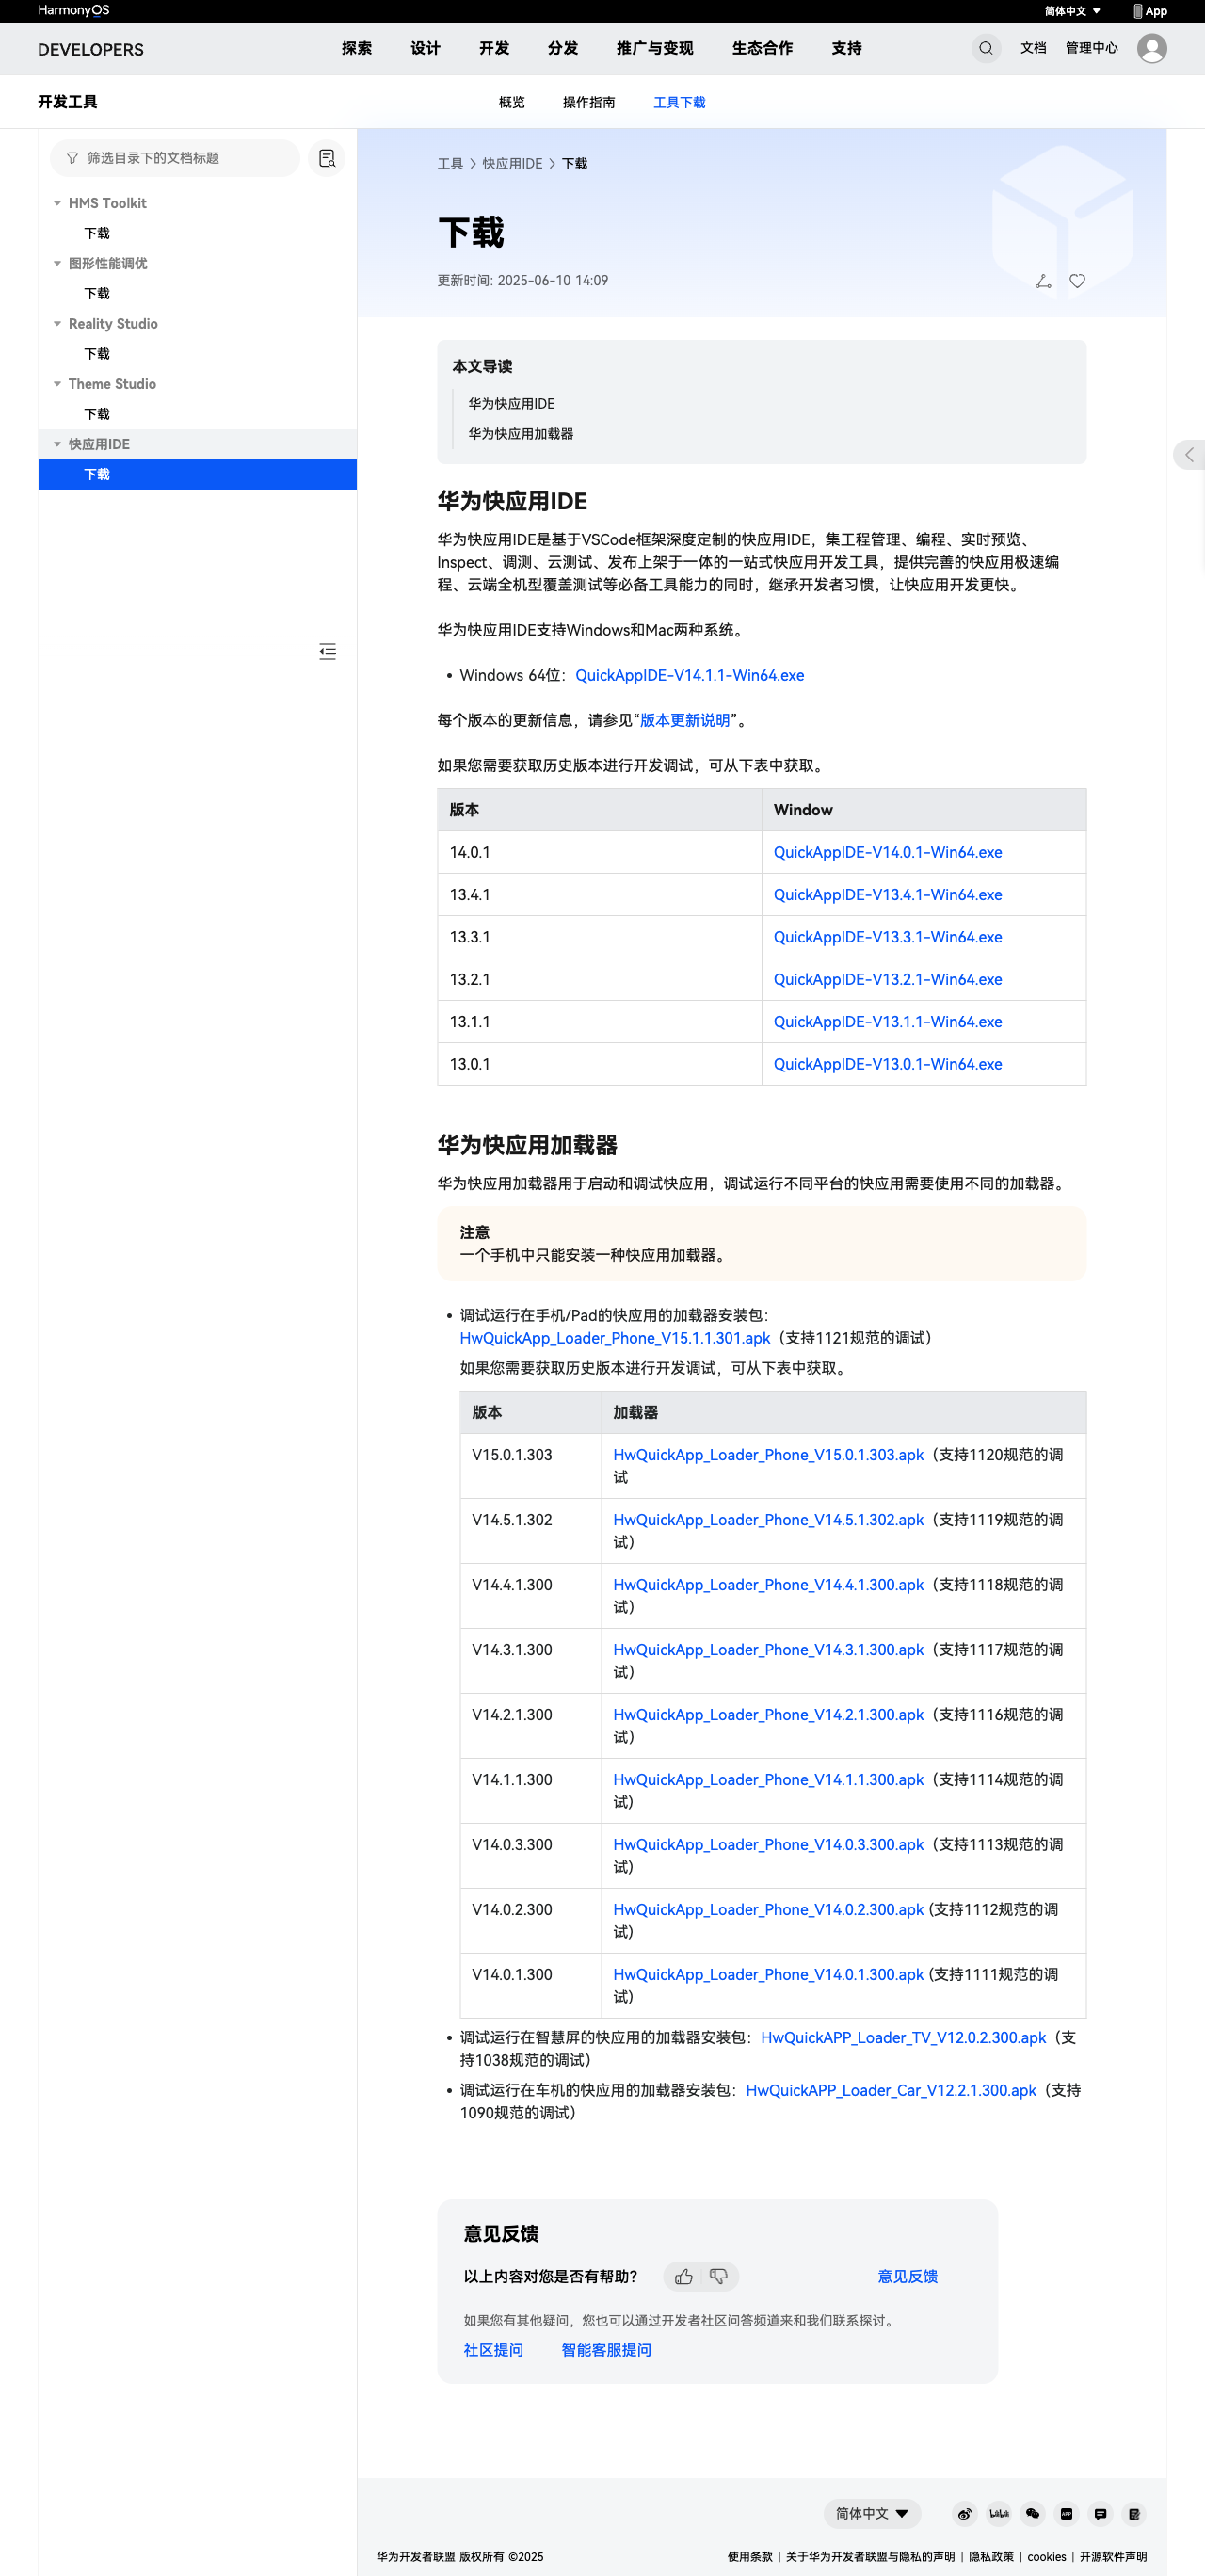 HarmonyOS
简体中文
App
DEVELOPERS
探索
设计
开发
分发
推广与变现
生态合作
支持
文档
管理中心
开发工具
概览
操作指南
工具下载
筛选目录下的文档标题
HMS Toolkit
下载
图形性能调优
下载
Reality Studio
下载
Theme Studio
下载
快应用IDE
下载
工具 > 快应用IDE > 下载
下载
更新时间: 2025-06-10 14:09
本文导读
华为快应用IDE
华为快应用加载器
华为快应用IDE
华为快应用IDE是基于VSCode框架深度定制的快应用IDE，集工程管理、编程、实时预览、
Inspect、调测、云测试、发布上架于一体的一站式快应用开发工具，提供完善的快应用极速编
程、云端全机型覆盖测试等必备工具能力的同时，继承开发者习惯，让快应用开发更快。
华为快应用IDE支持Windows和Mac两种系统。
• Windows 64位：QuickAppIDE-V14.1.1-Win64.exe
每个版本的更新信息，请参见“版本更新说明”。
如果您需要获取历史版本进行开发调试，可从下表中获取。
版本 Window
14.0.1 QuickAppIDE-V14.0.1-Win64.exe
13.4.1 QuickAppIDE-V13.4.1-Win64.exe
13.3.1 QuickAppIDE-V13.3.1-Win64.exe
13.2.1 QuickAppIDE-V13.2.1-Win64.exe
13.1.1 QuickAppIDE-V13.1.1-Win64.exe
13.0.1 QuickAppIDE-V13.0.1-Win64.exe
华为快应用加载器
华为快应用加载器用于启动和调试快应用，调试运行不同平台的快应用需要使用不同的加载器。
注意
一个手机中只能安装一种快应用加载器。
• 调试运行在手机/Pad的快应用的加载器安装包：
HwQuickApp_Loader_Phone_V15.1.1.301.apk（支持1121规范的调试）
如果您需要获取历史版本进行开发调试，可从下表中获取。
版本 加载器
V15.0.1.303 HwQuickApp_Loader_Phone_V15.0.1.303.apk（支持1120规范的调
试
V14.5.1.302 HwQuickApp_Loader_Phone_V14.5.1.302.apk（支持1119规范的调
试）
V14.4.1.300 HwQuickApp_Loader_Phone_V14.4.1.300.apk（支持1118规范的调
试）
V14.3.1.300 HwQuickApp_Loader_Phone_V14.3.1.300.apk（支持1117规范的调
试）
V14.2.1.300 HwQuickApp_Loader_Phone_V14.2.1.300.apk（支持1116规范的调
试）
V14.1.1.300 HwQuickApp_Loader_Phone_V14.1.1.300.apk（支持1114规范的调
试)
V14.0.3.300 HwQuickApp_Loader_Phone_V14.0.3.300.apk（支持1113规范的调
试)
V14.0.2.300 HwQuickApp_Loader_Phone_V14.0.2.300.apk (支持1112规范的调
试)
V14.0.1.300 HwQuickApp_Loader_Phone_V14.0.1.300.apk (支持1111规范的调
试)
• 调试运行在智慧屏的快应用的加载器安装包：HwQuickAPP_Loader_TV_V12.0.2.300.apk（支
持1038规范的调试）
• 调试运行在车机的快应用的加载器安装包：HwQuickAPP_Loader_Car_V12.2.1.300.apk（支持
1090规范的调试）
意见反馈
以上内容对您是否有帮助？
意见反馈
如果您有其他疑问，您也可以通过开发者社区问答频道来和我们联系探讨。
社区提问
智能客服提问
简体中文
华为开发者联盟 版权所有 ©2025
使用条款 | 关于华为开发者联盟与隐私的声明 | 隐私政策 | cookies | 开源软件声明